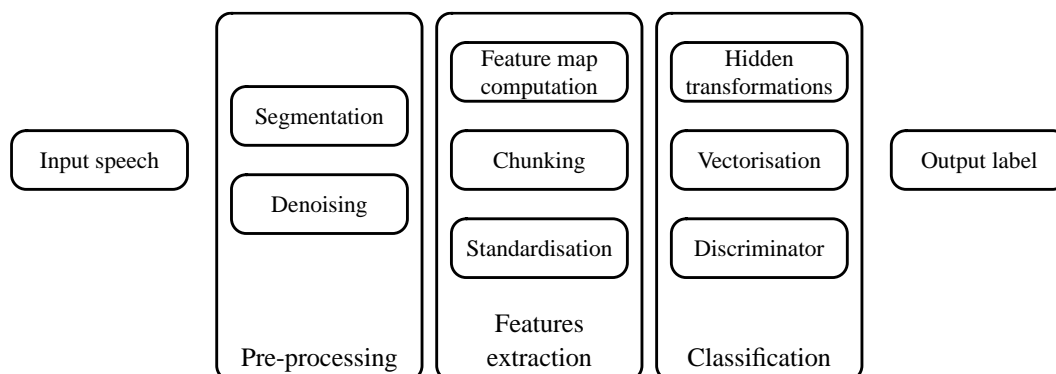 Input speech
Segmentation
Denoising
Pre-processing
Feature map
computation
Chunking
Standardisation
Features
extraction
Hidden
transformations
Vectorisation
Discriminator
Classification
Output label